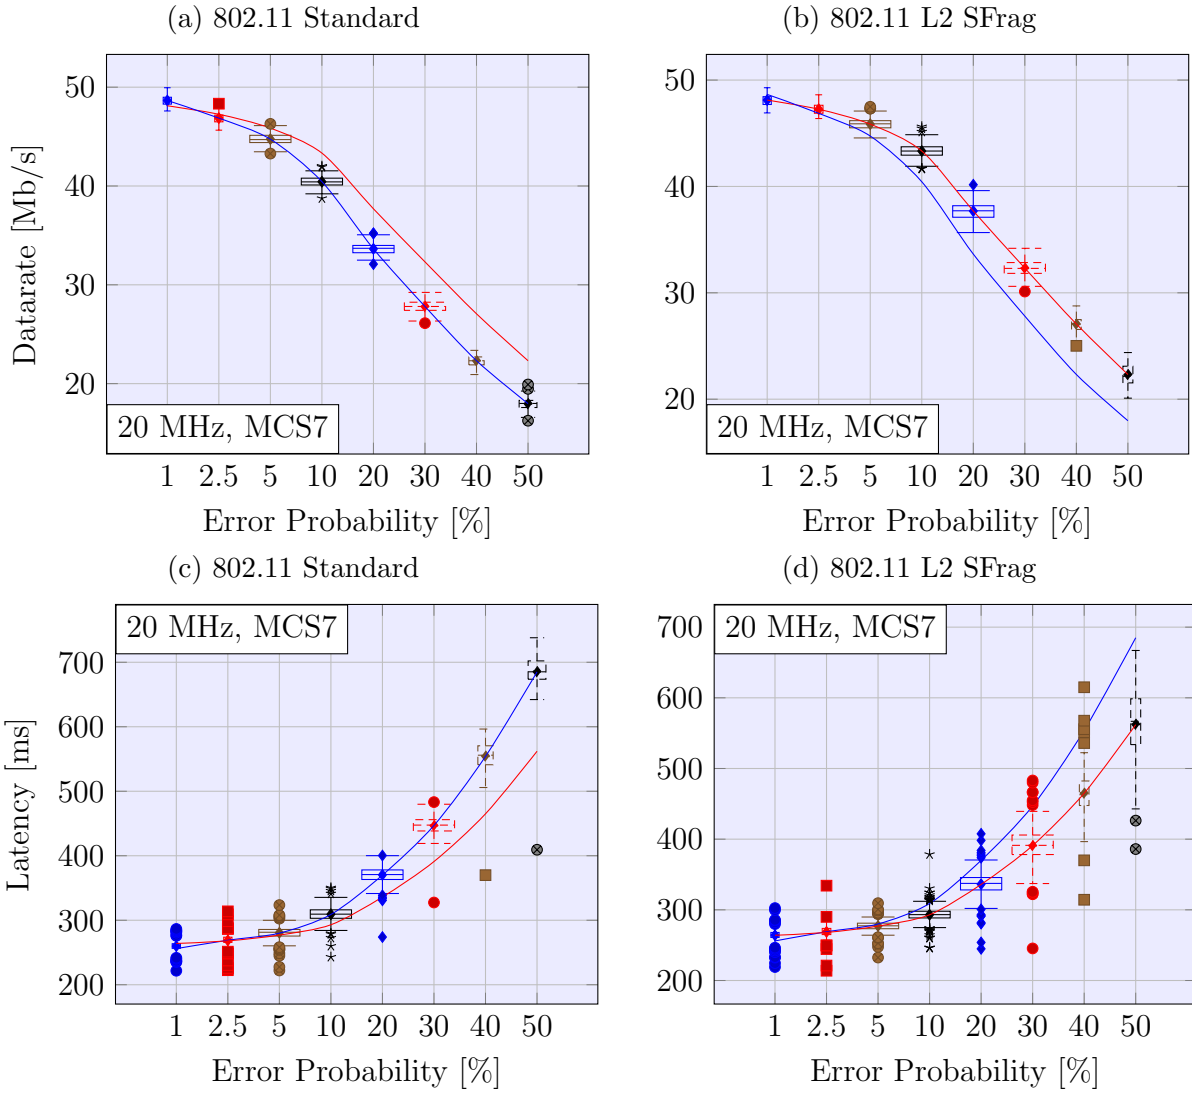 (a) 802.11 Standard
50
40
30
20
Datarate [Mb/s]
20 MHz, MCS7
1 2.5 5 10 20 30 40 50
Error Probability [%]
(b) 802.11 L2 SFrag
50
40
30
20
20 MHz, MCS7
1 2.5 5 10 20 30 40 50
Error Probability [%]
(c) 802.11 Standard
20 MHz, MCS7
700
600
500
400
300
200
Latency [ms]
1 2.5 5 10 20 30 40 50
Error Probability [%]
(d) 802.11 L2 SFrag
20 MHz, MCS7
700
600
500
400
300
200
1 2.5 5 10 20 30 40 50
Error Probability [%]